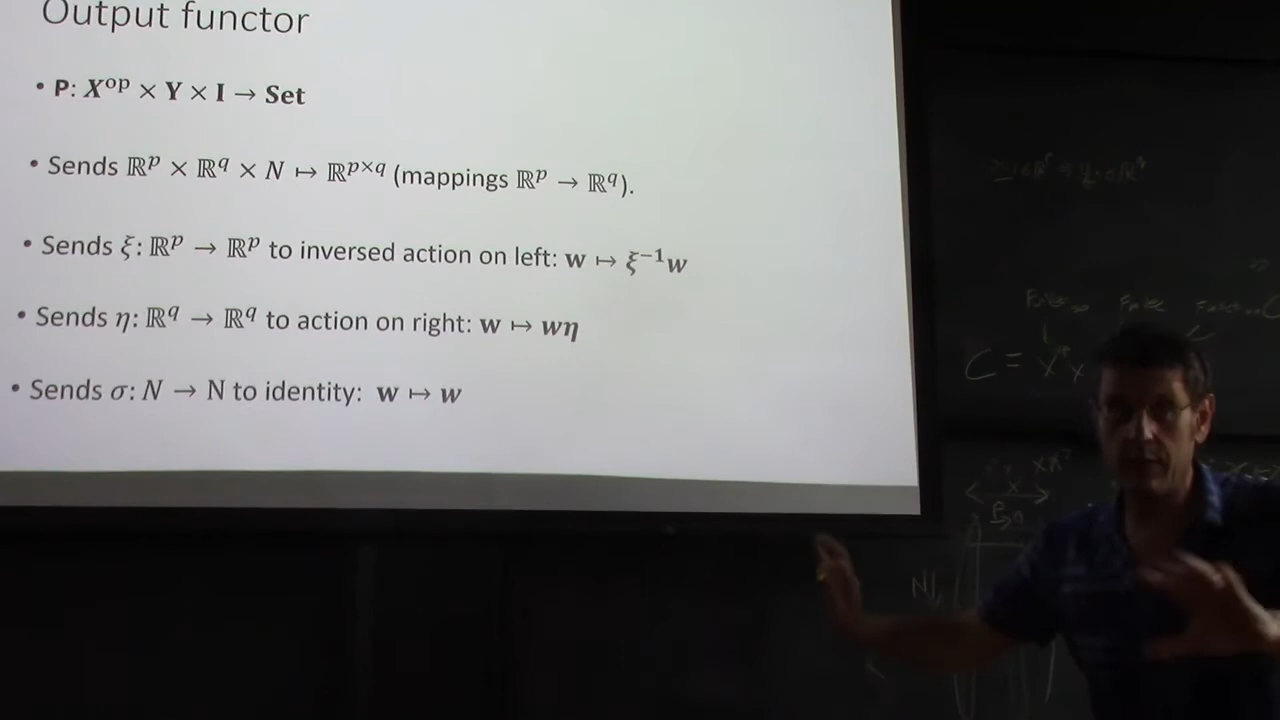 Output functor
• P: X^op × Y × I → Set
• Sends ℝ^p × ℝ^q × N ↦ ℝ^{p×q} (mappings ℝ^p → ℝ^q).
• Sends ξ: ℝ^p → ℝ^p to inversed action on left: w ↦ ξ^{-1}w
• Sends η: ℝ^q → ℝ^q to action on right: w ↦ wη
• Sends σ: N → N to identity: w ↦ w
C = X